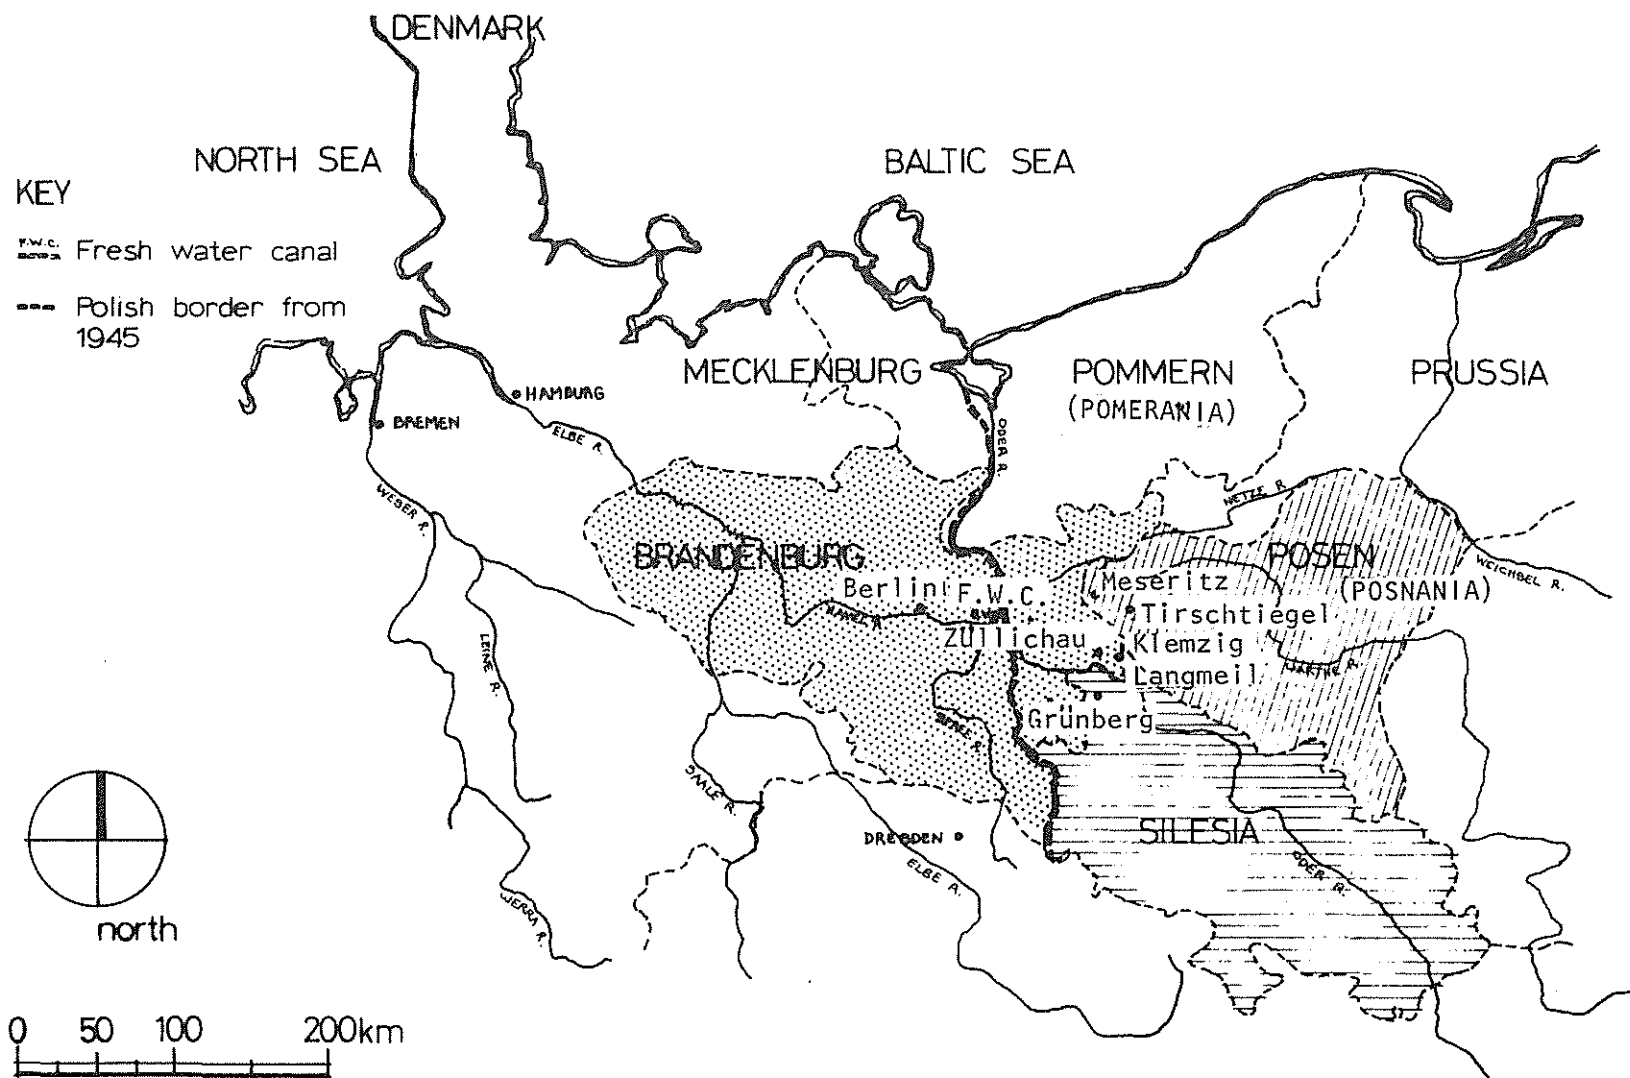 DENMARK
NORTH SEA
BALTIC SEA
KEY
F.W.C. Fresh water canal
Polish border from
1945
MECKLENBURG
POMMERN
(POMERANIA)
PRUSSIA
HAMBURG
BREMEN
ELBE R.
ODER R.
WESER R.
NETZE R.
BRANDENBURG
POSEN
(POSNANIA)
WEICHSEL R.
Berlin
F.W.C.
Meseritz
Tirschtiegel
HAVEL R.
Züllichau
Klemzig
Langmeil
WARTHE R.
LEINE R.
Grünberg
SPREE R.
SAALE R.
DRESDEN
ELBE R.
SILESIA
ODER R.
WERRA R.
north
0 50 100 200km